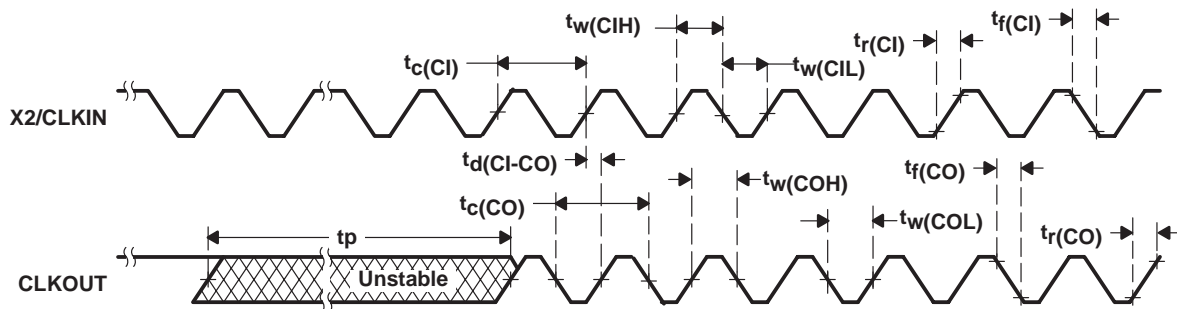 tw(CIH)
tf(CI)
tr(CI)
tc(CI)
tw(CIL)
X2/CLKIN
td(CI-CO)
tf(CO)
tw(COH)
tc(CO)
tw(COL)
tr(CO)
tp
Unstable
CLKOUT